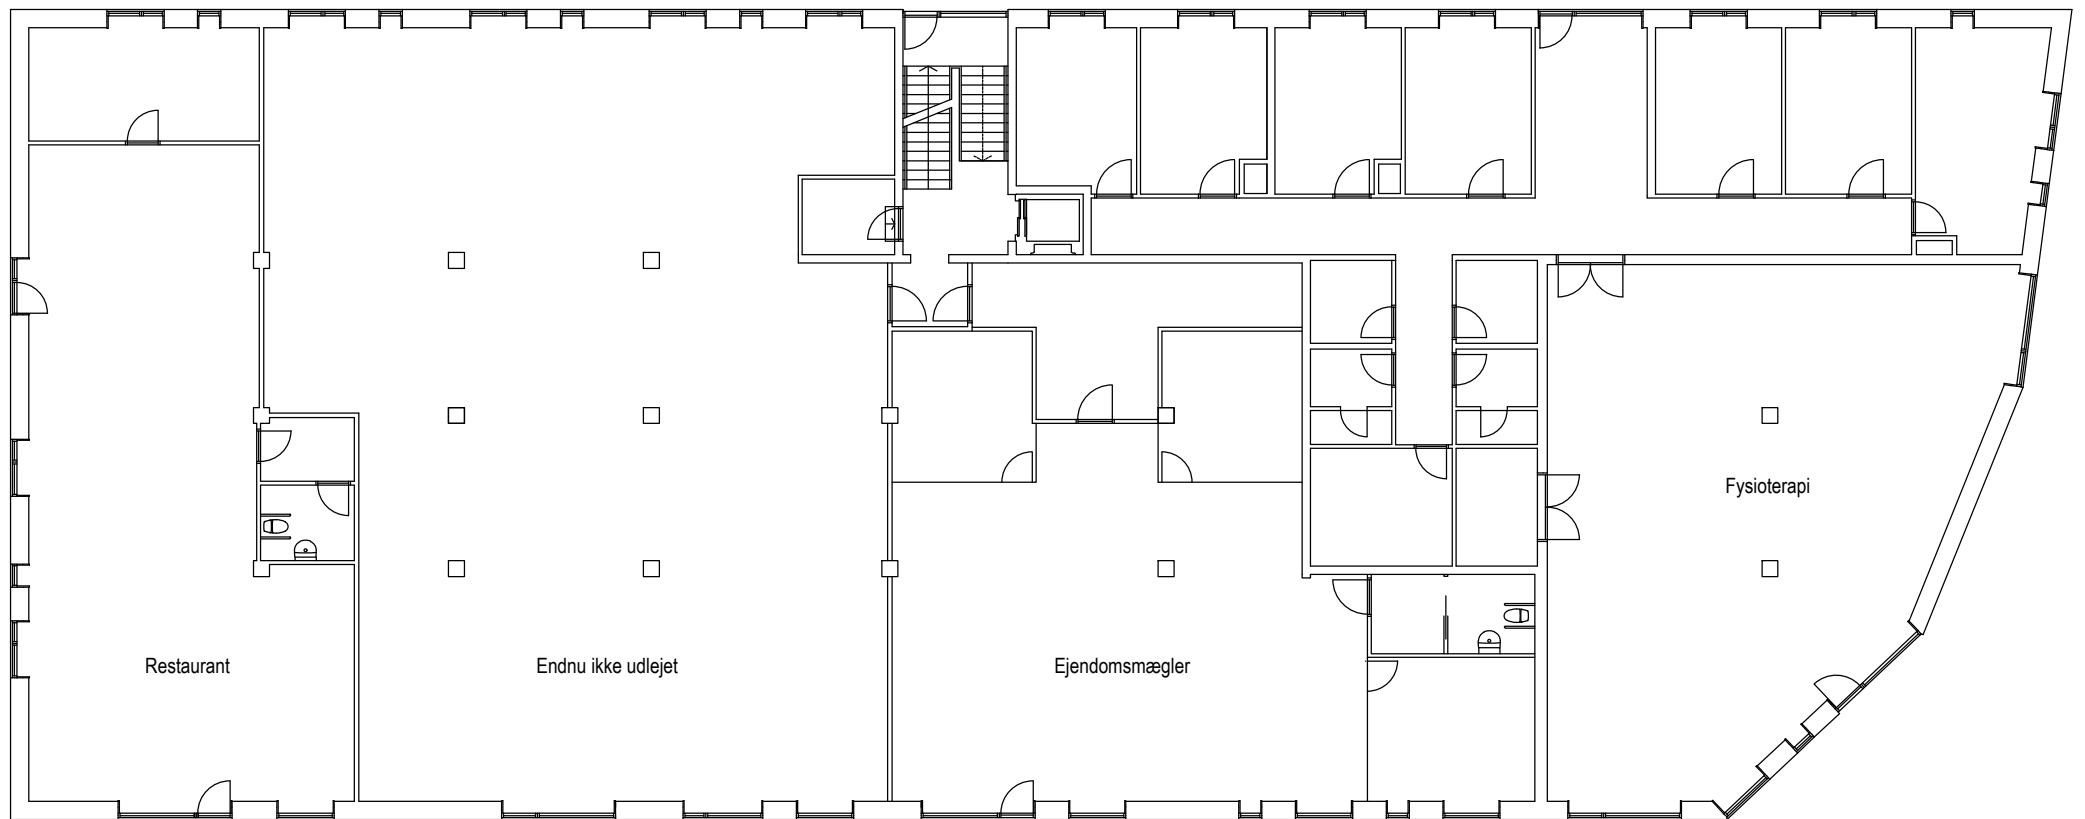 Restaurant
Endnu ikke udlejet
Ejendomsmægler
Fysioterapi